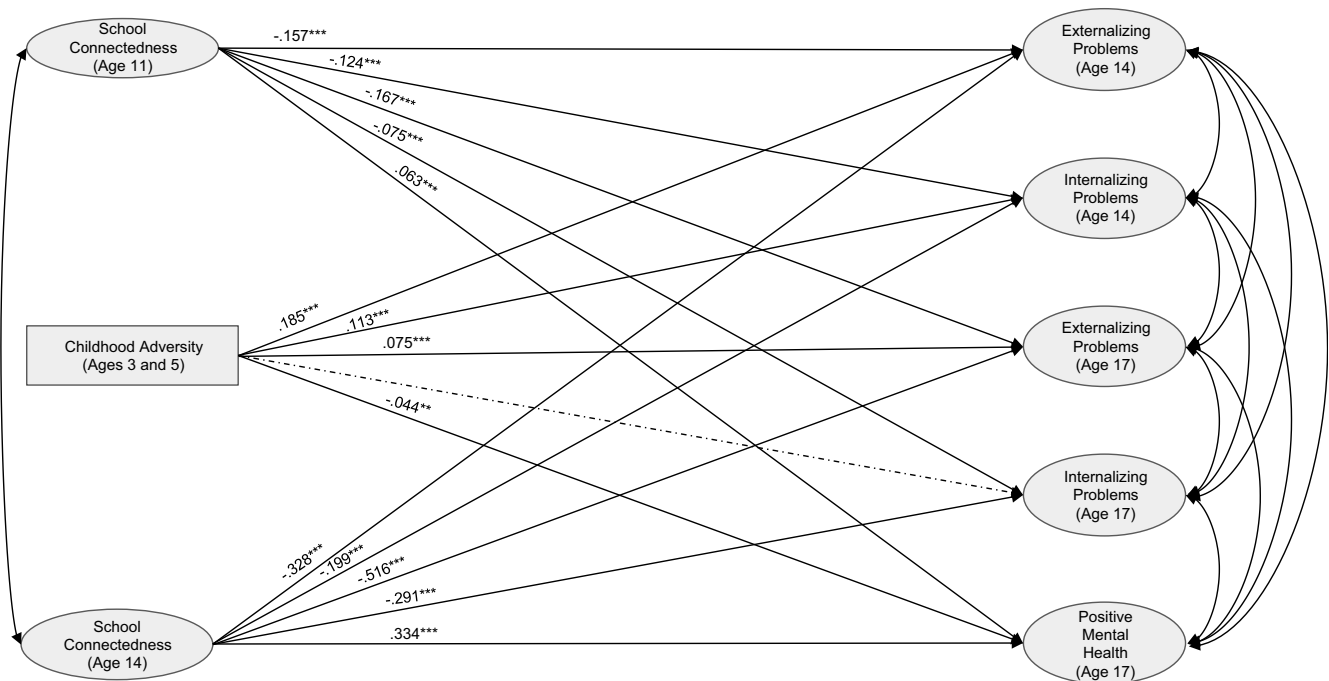 School
Connectedness
(Age 11)
-.157***
-.124***
-.167***
-.075***
.063***
Externalizing
Problems
(Age 14)
Internalizing
Problems
(Age 14)
.185***
.113***
.075***
-.044**
Childhood Adversity
(Ages 3 and 5)
Externalizing
Problems
(Age 17)
Internalizing
Problems
(Age 17)
-.328***
-.199***
-.516***
-.291***
.334***
School
Connectedness
(Age 14)
Positive
Mental
Health
(Age 17)